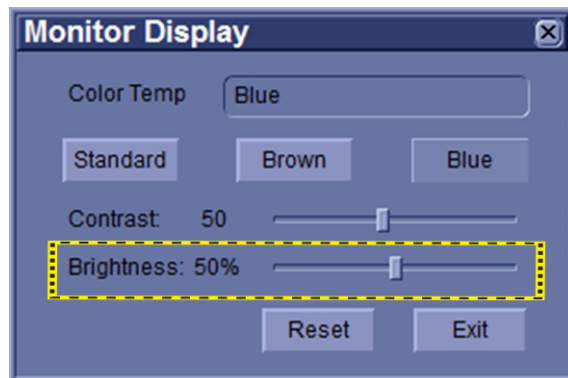 Monitor Display
Color Temp Blue
Standard Brown Blue
Contrast: 50
Brightness: 50%
Reset Exit